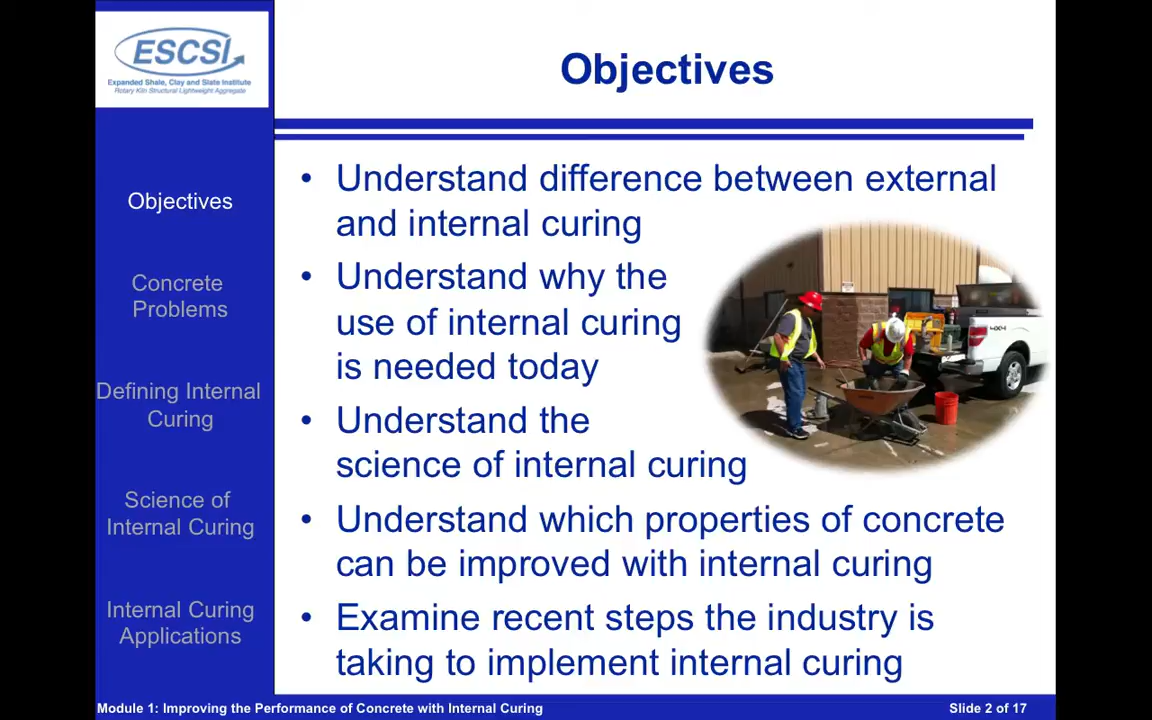 ESCSI
Expanded Shale, Clay and Slate Institute
Rotary Kiln Structural Lightweight Aggregate
Objectives
Objectives
Concrete
Problems
Defining Internal
Curing
Science of
Internal Curing
Internal Curing
Applications
• Understand difference between external
and internal curing
• Understand why the
use of internal curing
is needed today
• Understand the
science of internal curing
• Understand which properties of concrete
can be improved with internal curing
• Examine recent steps the industry is
taking to implement internal curing
4X4
Module 1: Improving the Performance of Concrete with Internal Curing
Slide 2 of 17